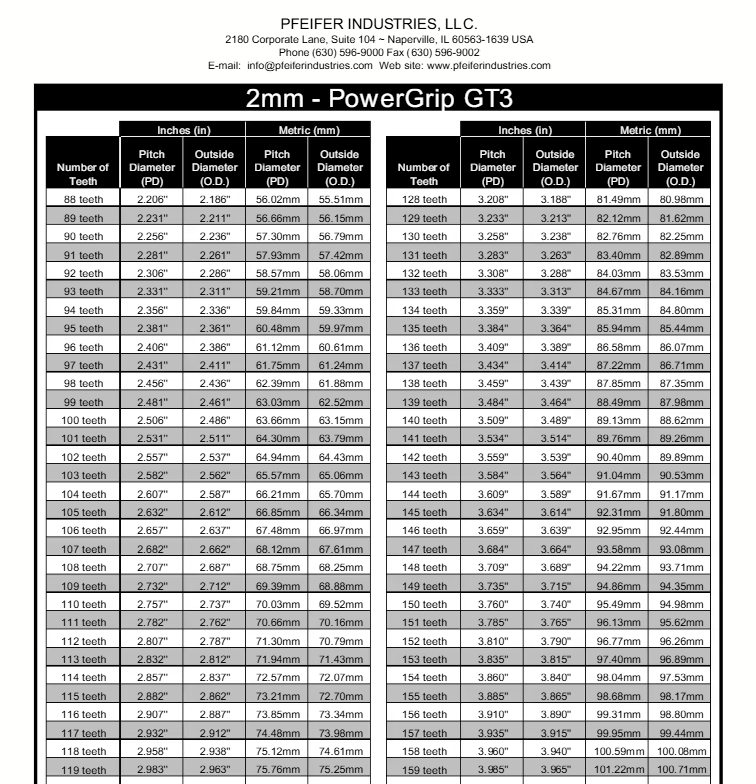 PFEIFER INDUSTRIES, LLC.
2180 Corporate Lane, Suite 104 ~ Naperville, IL 60563-1639 USA
Phone (630) 596-9000 Fax (630) 596-9002
E-mail: info@pfeiferindustries.com Web site: www.pfeiferindustries.com
2mm - PowerGrip GT3
Inches (in) Metric (mm) Inches (in) Metric (mm)
Pitch Outside Pitch Outside Pitch Outside Pitch Outside
Number of Diameter Diameter Diameter Diameter Number of Diameter Diameter Diameter Diameter
Teeth (PD) (O.D.) (PD) (O.D.) Teeth (PD) (O.D.) (PD) (O.D.)
88 teeth 2.206" 2.186" 56.02mm 55.51mm 128 teeth 3.208" 3.188" 81.49mm 80.98mm
89 teeth 2.231" 2.211" 56.66mm 56.15mm 129 teeth 3.233" 3.213" 82.12mm 81.62mm
90 teeth 2.256" 2.236" 57.30mm 56.79mm 130 teeth 3.258" 3.238" 82.76mm 82.25mm
91 teeth 2.281" 2.261" 57.93mm 57.42mm 131 teeth 3.283" 3.263" 83.40mm 82.89mm
92 teeth 2.306" 2.286" 58.57mm 58.06mm 132 teeth 3.308" 3.288" 84.03mm 83.53mm
93 teeth 2.331" 2.311" 59.21mm 58.70mm 133 teeth 3.333" 3.313" 84.67mm 84.16mm
94 teeth 2.356" 2.336" 59.84mm 59.33mm 134 teeth 3.359" 3.339" 85.31mm 84.80mm
95 teeth 2.381" 2.361" 60.48mm 59.97mm 135 teeth 3.384" 3.364" 85.94mm 85.44mm
96 teeth 2.406" 2.386" 61.12mm 60.61mm 136 teeth 3.409" 3.389" 86.58mm 86.07mm
97 teeth 2.431" 2.411" 61.75mm 61.24mm 137 teeth 3.434" 3.414" 87.22mm 86.71mm
98 teeth 2.456" 2.436" 62.39mm 61.88mm 138 teeth 3.459" 3.439" 87.85mm 87.35mm
99 teeth 2.481" 2.461" 63.03mm 62.52mm 139 teeth 3.484" 3.464" 88.49mm 87.98mm
100 teeth 2.506" 2.486" 63.66mm 63.15mm 140 teeth 3.509" 3.489" 89.13mm 88.62mm
101 teeth 2.531" 2.511" 64.30mm 63.79mm 141 teeth 3.534" 3.514" 89.76mm 89.26mm
102 teeth 2.557" 2.537" 64.94mm 64.43mm 142 teeth 3.559" 3.539" 90.40mm 89.89mm
103 teeth 2.582" 2.562" 65.57mm 65.06mm 143 teeth 3.584" 3.564" 91.04mm 90.53mm
104 teeth 2.607" 2.587" 66.21mm 65.70mm 144 teeth 3.609" 3.589" 91.67mm 91.17mm
105 teeth 2.632" 2.612" 66.85mm 66.34mm 145 teeth 3.634" 3.614" 92.31mm 91.80mm
106 teeth 2.657" 2.637" 67.48mm 66.97mm 146 teeth 3.659" 3.639" 92.95mm 92.44mm
107 teeth 2.682" 2.662" 68.12mm 67.61mm 147 teeth 3.684" 3.664" 93.58mm 93.08mm
108 teeth 2.707" 2.687" 68.75mm 68.25mm 148 teeth 3.709" 3.689" 94.22mm 93.71mm
109 teeth 2.732" 2.712" 69.39mm 68.88mm 149 teeth 3.735" 3.715" 94.86mm 94.35mm
110 teeth 2.757" 2.737" 70.03mm 69.52mm 150 teeth 3.760" 3.740" 95.49mm 94.98mm
111 teeth 2.782" 2.762" 70.66mm 70.16mm 151 teeth 3.785" 3.765" 96.13mm 95.62mm
112 teeth 2.807" 2.787" 71.30mm 70.79mm 152 teeth 3.810" 3.790" 96.77mm 96.26mm
113 teeth 2.832" 2.812" 71.94mm 71.43mm 153 teeth 3.835" 3.815" 97.40mm 96.89mm
114 teeth 2.857" 2.837" 72.57mm 72.07mm 154 teeth 3.860" 3.840" 98.04mm 97.53mm
115 teeth 2.882" 2.862" 73.21mm 72.70mm 155 teeth 3.885" 3.865" 98.68mm 98.17mm
116 teeth 2.907" 2.887" 73.85mm 73.34mm 156 teeth 3.910" 3.890" 99.31mm 98.80mm
117 teeth 2.932" 2.912" 74.48mm 73.98mm 157 teeth 3.935" 3.915" 99.95mm 99.44mm
118 teeth 2.958" 2.938" 75.12mm 74.61mm 158 teeth 3.960" 3.940" 100.59mm 100.08mm
119 teeth 2.983" 2.963" 75.76mm 75.25mm 159 teeth 3.985" 3.965" 101.22mm 100.71mm